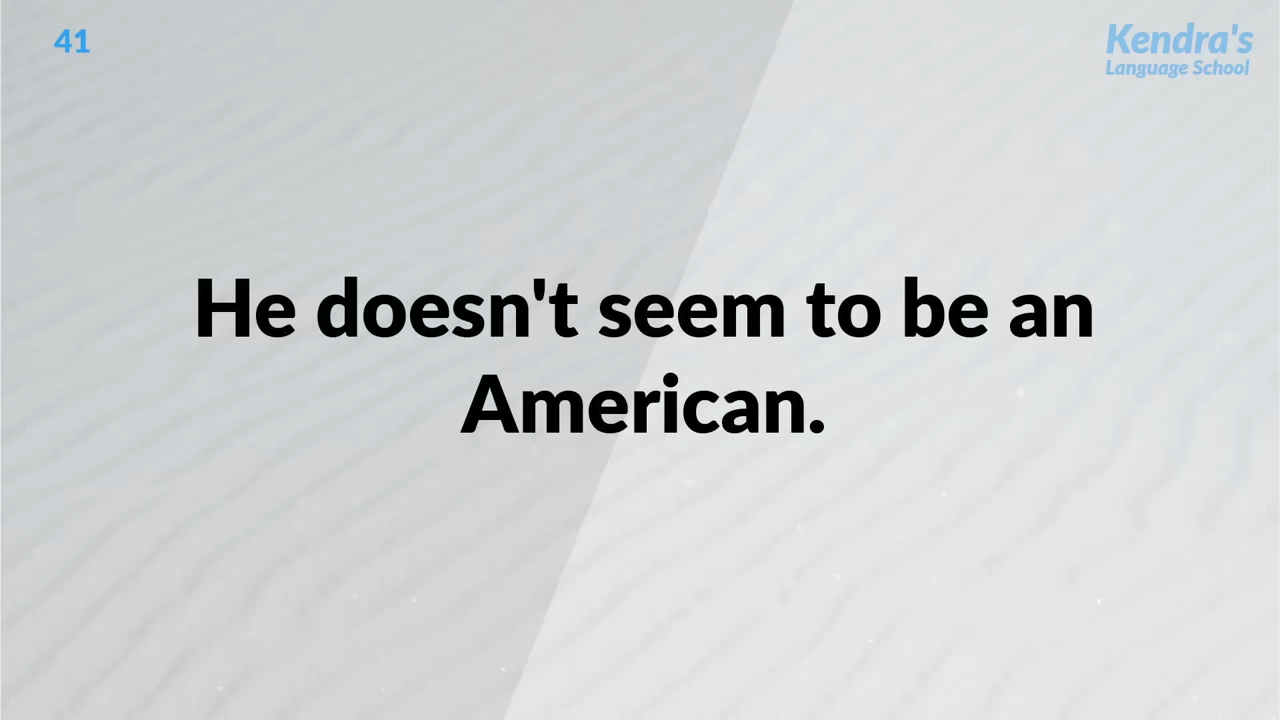 41
Kendra's
Language School
He doesn't seem to be an
American.